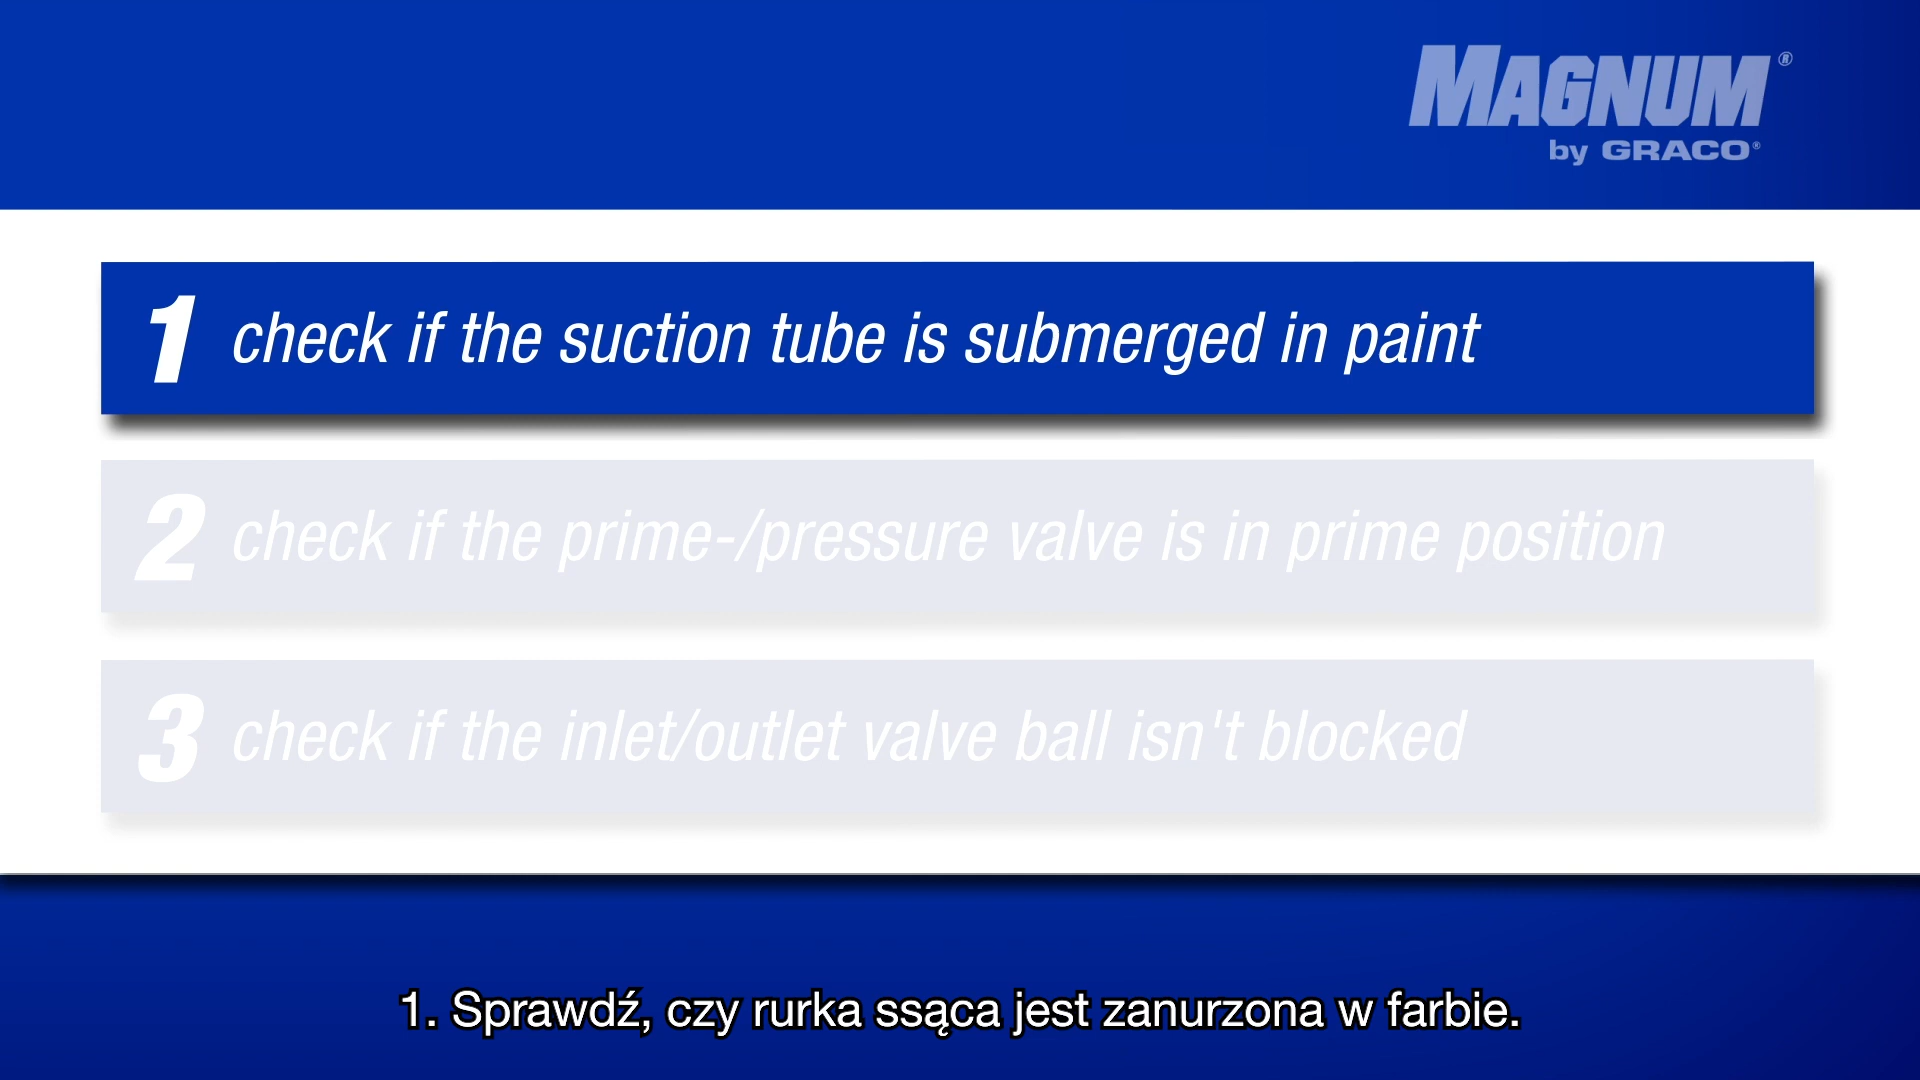 MAGNUM®
by GRACO®
1 check if the suction tube is submerged in paint
2 check if the prime-/pressure valve is in prime position
3 check if the inlet/outlet valve ball isn't blocked
1. Sprawdź, czy rurka ssąca jest zanurzona w farbie.